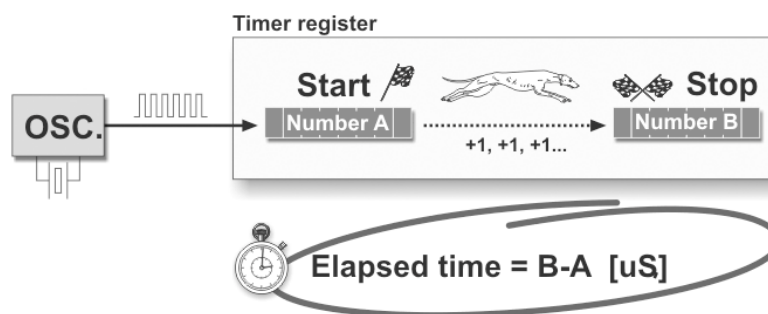 Timer register
Start
Stop
OSC.
Number A
Number B
+1, +1, +1...
Elapsed time = B-A [uS]